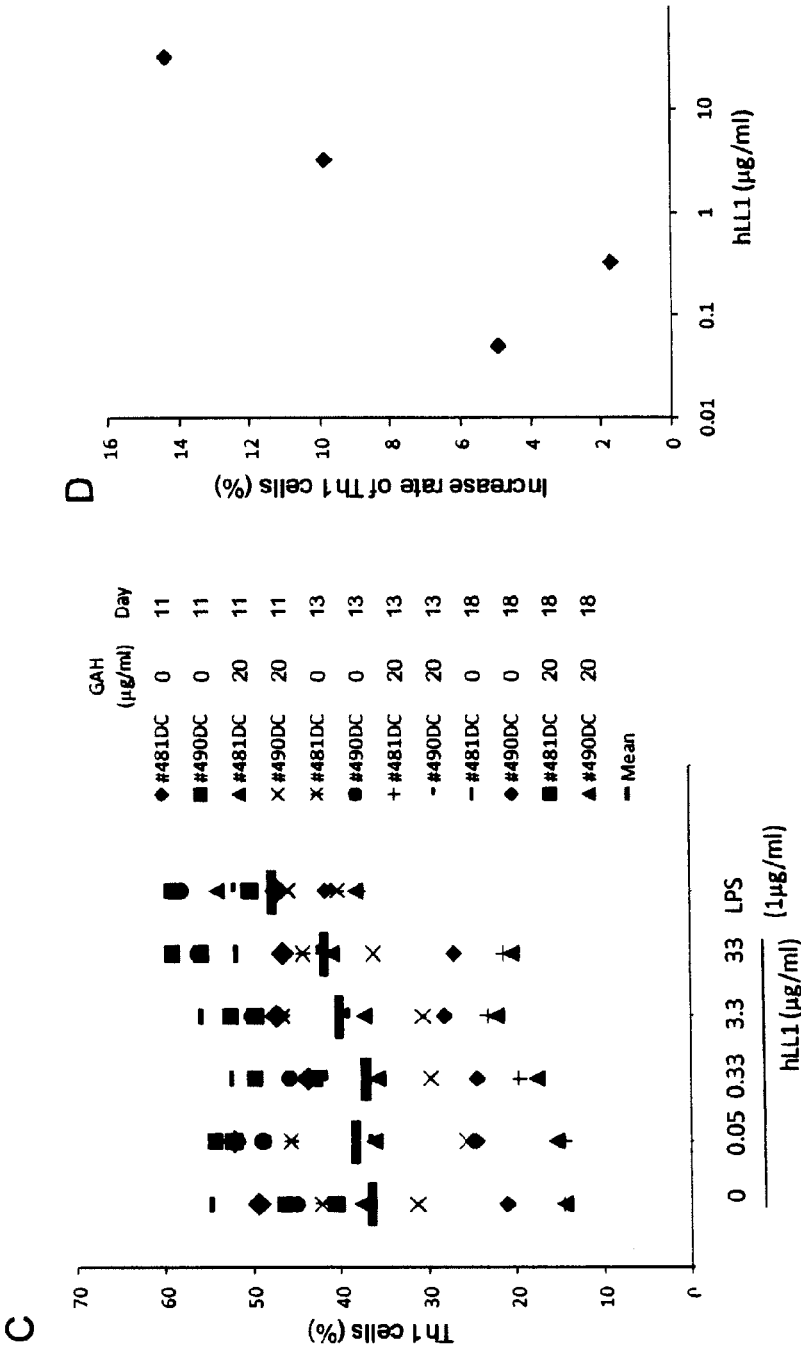 C
Th1 cells (%)
70
60
50
40
30
20
10
0
0 0.05 0.33 3.3 33 LPS
hLL1 (µg/ml) (1µg/ml)
GAH
(µg/ml) Day
#481DC 0 11
#490DC 0 11
#481DC 20 11
#490DC 20 11
#481DC 0 13
#490DC 0 13
#481DC 20 13
#490DC 20 13
#481DC 0 18
#490DC 0 18
#481DC 20 18
#490DC 20 18
Mean
D
Increase rate of Th1 cells (%)
16
14
12
10
8
6
4
2
0
0.01 0.1 1 10
hLL1 (µg/ml)